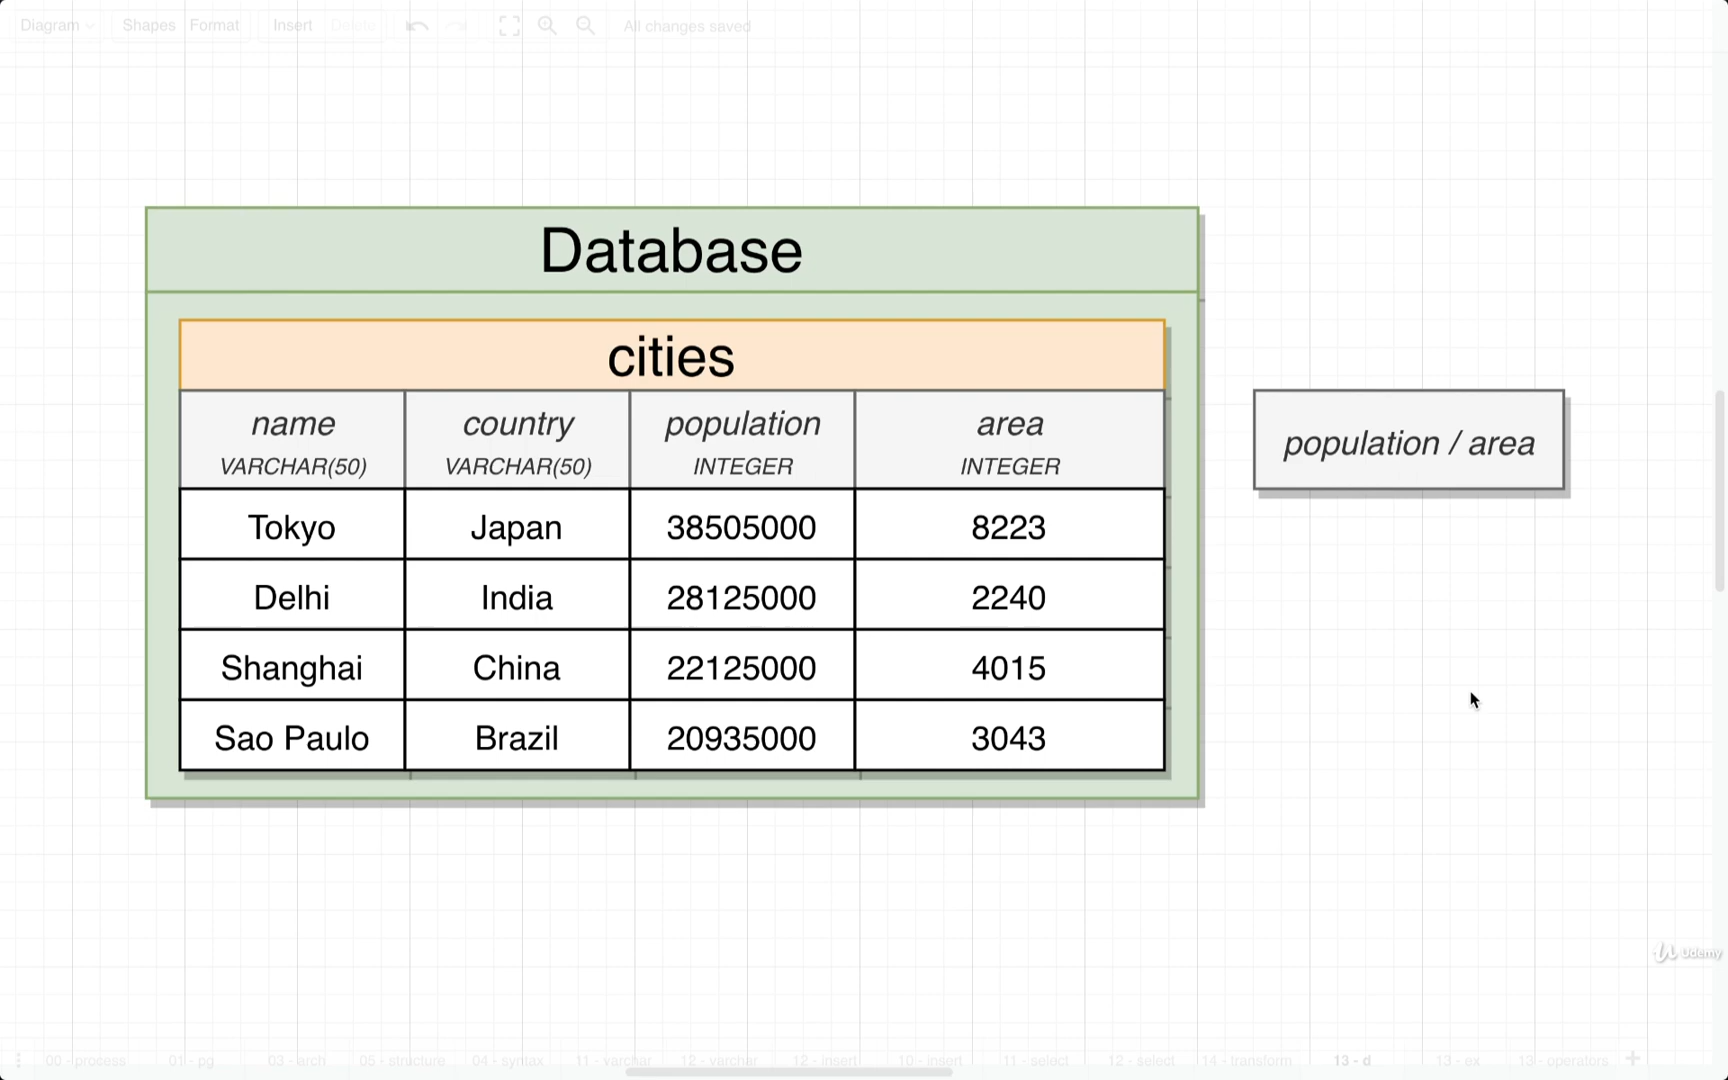 Diagram Shapes Format Insert Delete All changes saved
Database
cities
name country population area
VARCHAR(50) VARCHAR(50) INTEGER INTEGER
population / area
Tokyo Japan 38505000 8223
Delhi India 28125000 2240
Shanghai China 22125000 4015
Sao Paulo Brazil 20935000 3043
Udemy
00 - process 01 - pg 03 - arch 05 - structure 04 - syntax 11 - varchar 12 - varchar 12 - insert 10 - insert 11 - select 12 - select 14 - transform 13 - d 13 - ex 13 - operators